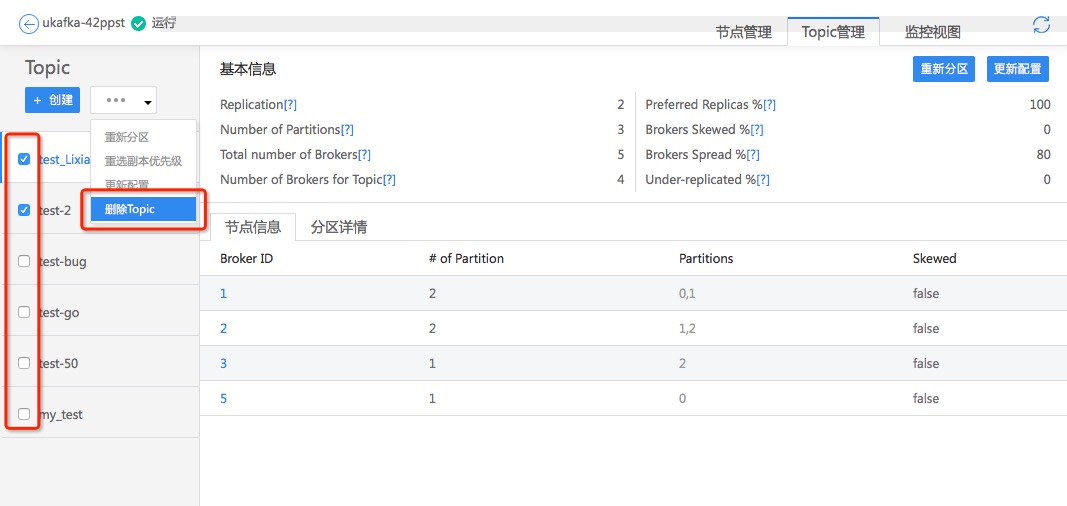 ukafka-42ppst 运行
节点管理 Topic管理 监控视图
Topic
+ 创建
重新分区
重选副本优先级
更新配置
删除Topic
test_Lixia
test-2
test-bug
test-go
test-50
my_test
基本信息 重新分区 更新配置
Replication[?] 2 Preferred Replicas %[?] 100
Number of Partitions[?] 3 Brokers Skewed %[?] 0
Total number of Brokers[?] 5 Brokers Spread %[?] 80
Number of Brokers for Topic[?] 4 Under-replicated %[?] 0
节点信息 分区详情
Broker ID # of Partition Partitions Skewed
1 2 0,1 false
2 2 1,2 false
3 1 2 false
5 1 0 false